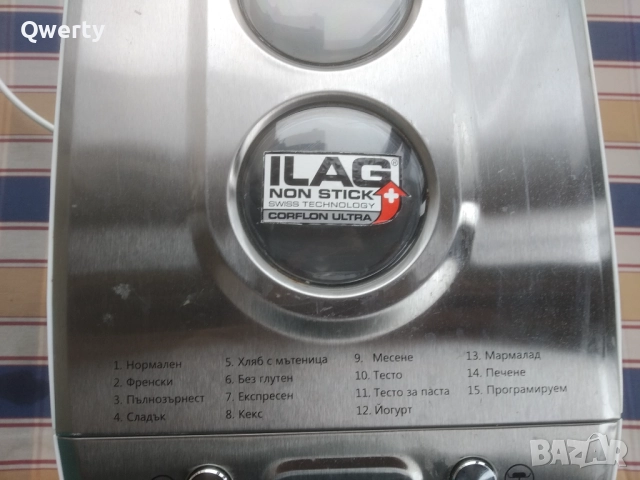 Qwerty
ILAG®
NON STICK
SWISS TECHNOLOGY
CORFLON ULTRA
1. Нормален
2. Френски
3. Пълнозърнест
4. Сладък
5. Хляб с мътеница
6. Без глутен
7. Експресен
8. Кекс
9. Месене
10. Тесто
11. Тесто за паста
12. Йогурт
13. Мармалад
14. Печене
15. Програмируем
BAZAR